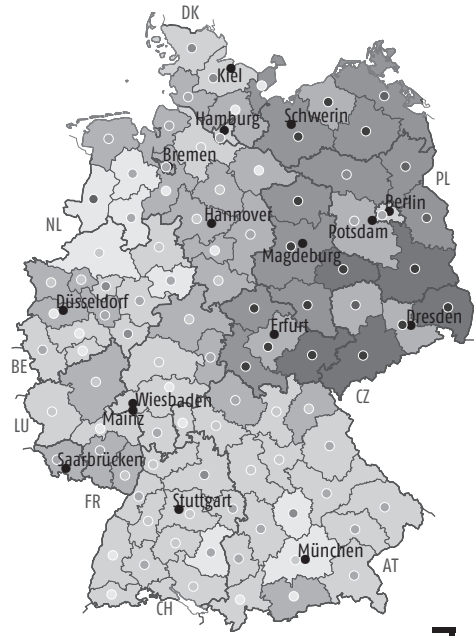 DK
Kiel
Hamburg
Schwerin
Bremen
PL
Berlin
NL
Hannover
Potsdam
Magdeburg
Düsseldorf
Dresden
Erfurt
BE
CZ
Wiesbaden
LU
Mainz
Saarbrücken
FR
Stuttgart
München
AT
CH